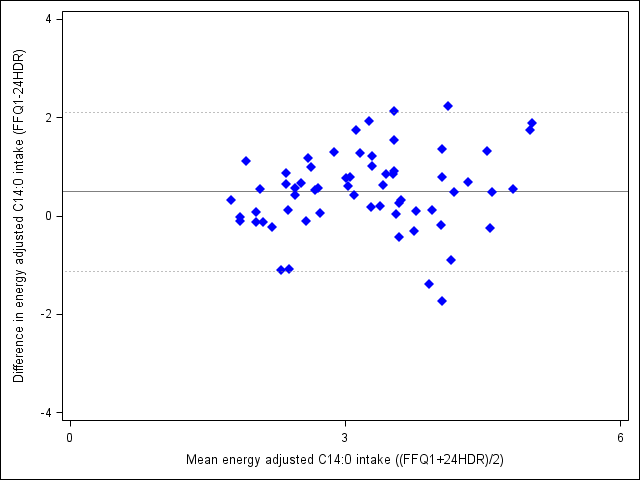 Difference in energy adjusted C14:0 intake (FFQ1-24HDR)
4
2
0
-2
-4
0 3 6
Mean energy adjusted C14:0 intake ((FFQ1+24HDR)/2)